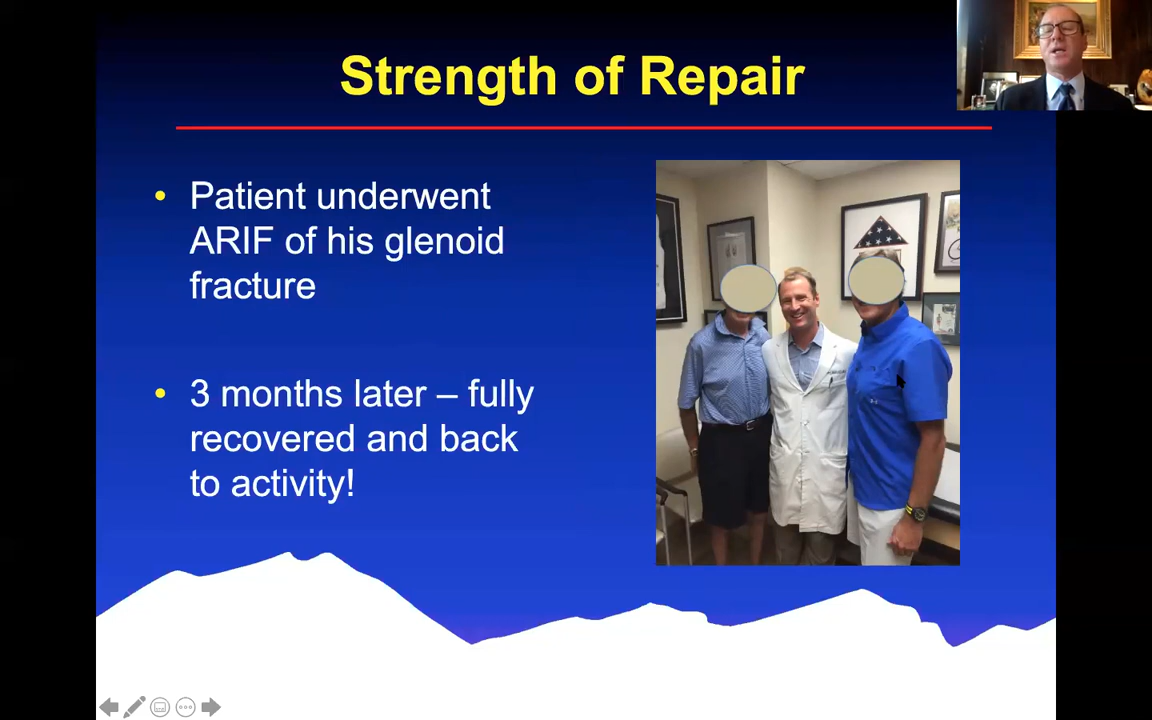 Strength of Repair
• Patient underwent
ARIF of his glenoid
fracture
• 3 months later – fully
recovered and back
to activity!